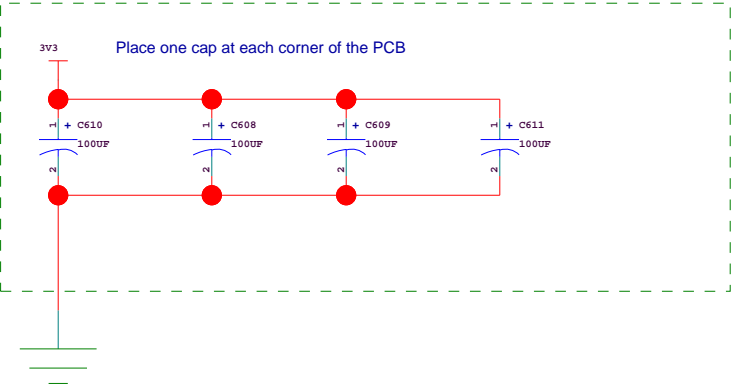 3V3
Place one cap at each corner of the PCB
1 + C610
100UF
2
1 + C608
100UF
2
1 + C609
100UF
2
1 + C611
100UF
2